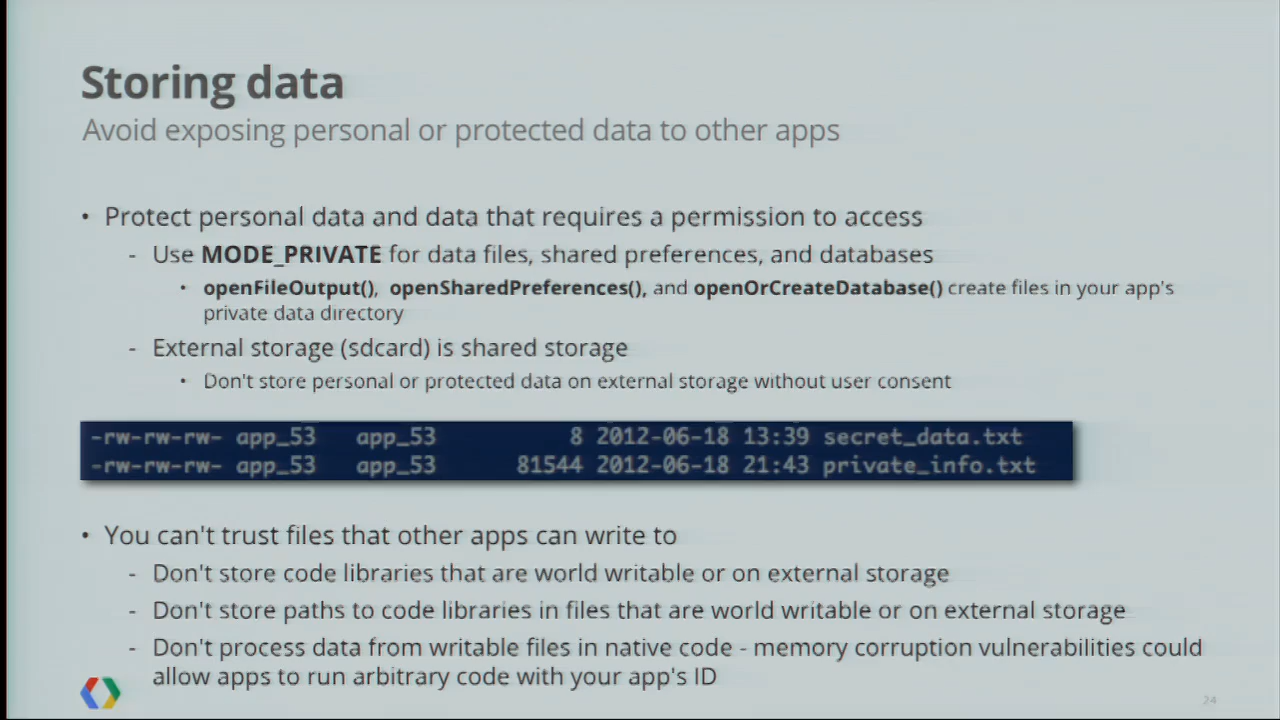 Storing data
Avoid exposing personal or protected data to other apps
• Protect personal data and data that requires a permission to access
- Use MODE_PRIVATE for data files, shared preferences, and databases
• openFileOutput(), openSharedPreferences(), and openOrCreateDatabase() create files in your app's
private data directory
- External storage (sdcard) is shared storage
• Don't store personal or protected data on external storage without user consent
-rw-rw-rw- app_53 app_53 8 2012-06-18 13:39 secret_data.txt
-rw-rw-rw- app_53 app_53 81544 2012-06-18 21:43 private_info.txt
• You can't trust files that other apps can write to
- Don't store code libraries that are world writable or on external storage
- Don't store paths to code libraries in files that are world writable or on external storage
- Don't process data from writable files in native code - memory corruption vulnerabilities could
allow apps to run arbitrary code with your app's ID
24